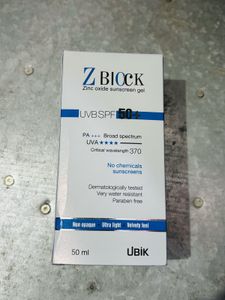 Z BLOCK
Zinc oxide sunscreen gel
UVB SPF 50+
PA +++ Broad spectrum
UVA ★★★★
Critical wavelength 370
No chemicals
sunscreens
Dermatologically tested
Very water resistant
Paraben free
Non opaque Ultra light Velvety feel
50 ml UBIK